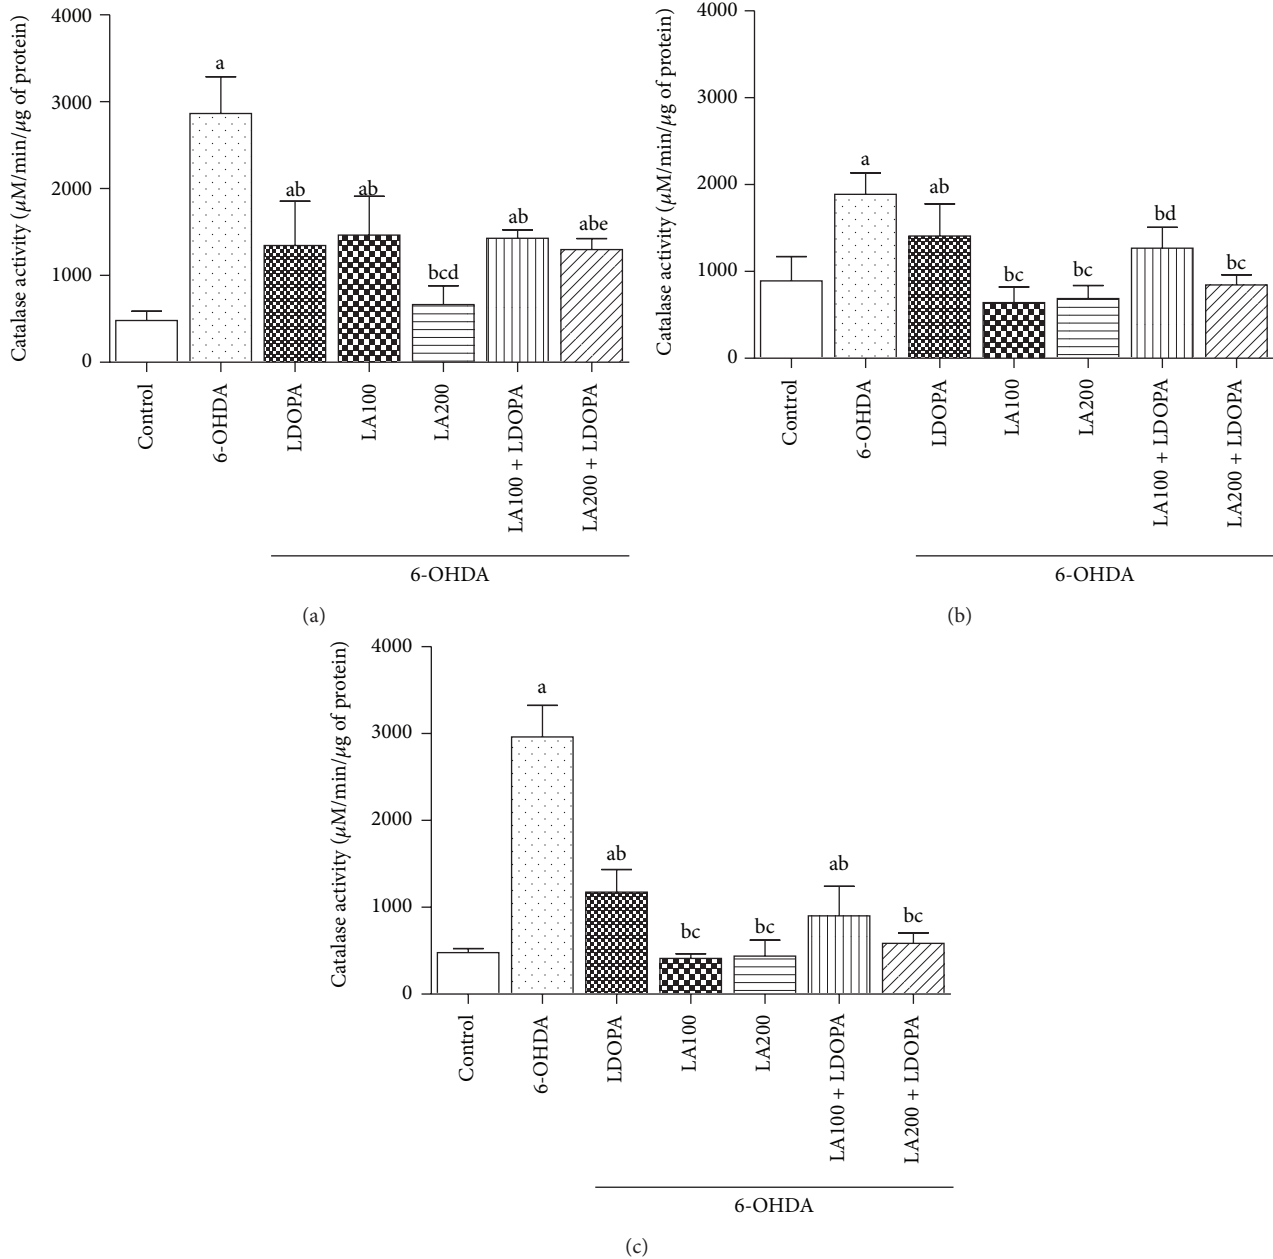 Catalase activity (μM/min/μg of protein)
4000
3000
2000
1000
0
a
ab
ab
bcd
ab
abe
Control
6-OHDA
LDOPA
LA100
LA200
LA100 + LDOPA
LA200 + LDOPA
6-OHDA
(a)
Catalase activity (μM/min/μg of protein)
4000
3000
2000
1000
0
a
ab
bc
bc
bd
bc
Control
6-OHDA
LDOPA
LA100
LA200
LA100 + LDOPA
LA200 + LDOPA
6-OHDA
(b)
Catalase activity (μM/min/μg of protein)
4000
3000
2000
1000
0
a
ab
bc
bc
ab
bc
Control
6-OHDA
LDOPA
LA100
LA200
LA100 + LDOPA
LA200 + LDOPA
6-OHDA
(c)